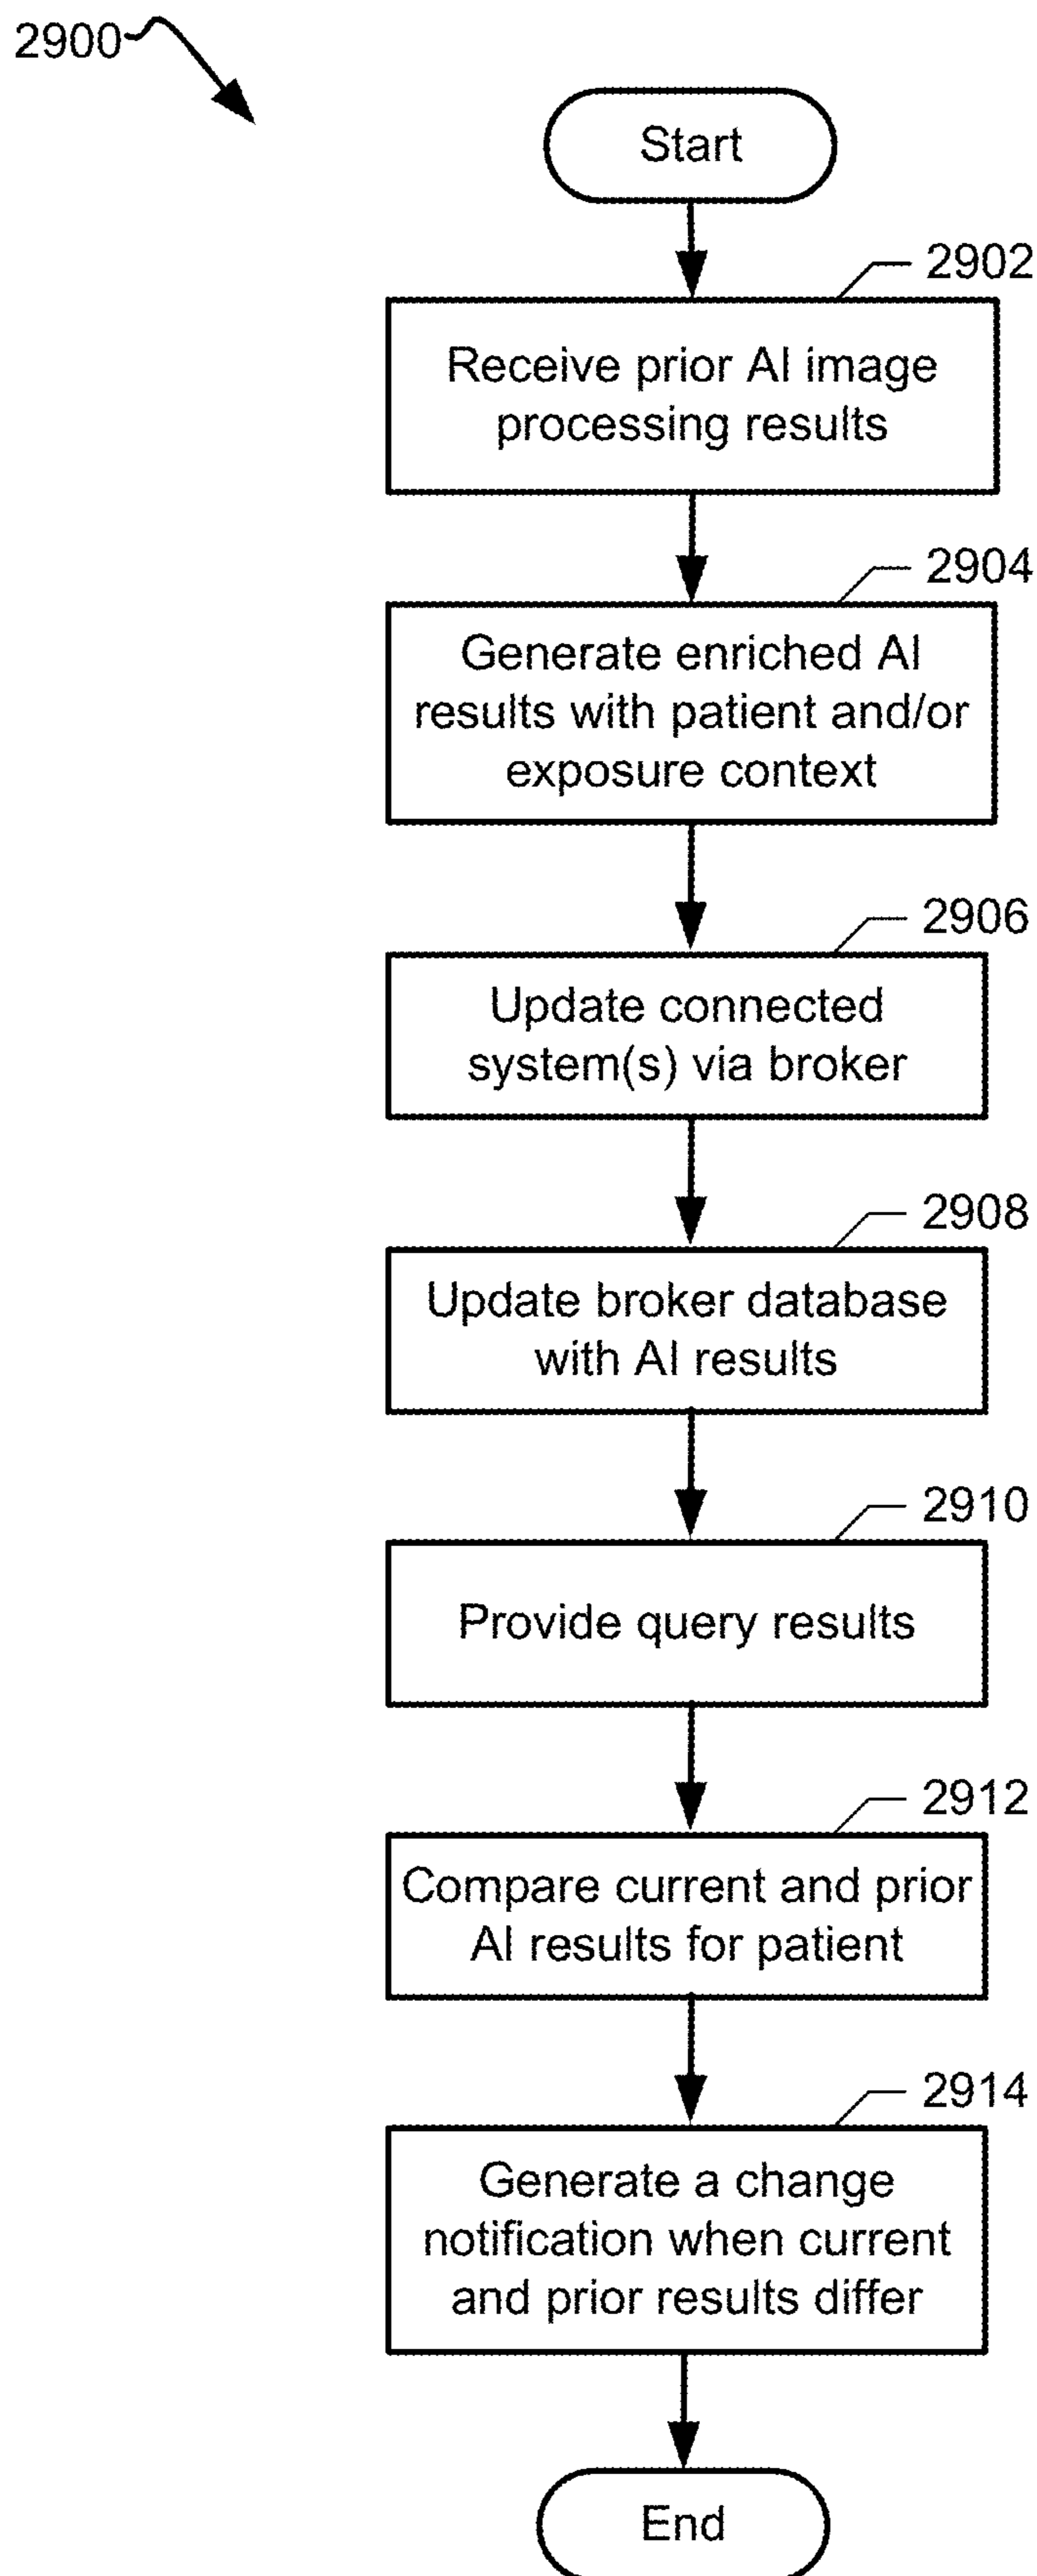 2900
Start
2902
Receive prior AI image
processing results
2904
Generate enriched AI
results with patient and/or
exposure context
2906
Update connected
system(s) via broker
2908
Update broker database
with AI results
2910
Provide query results
2912
Compare current and prior
AI results for patient
2914
Generate a change
notification when current
and prior results differ
End